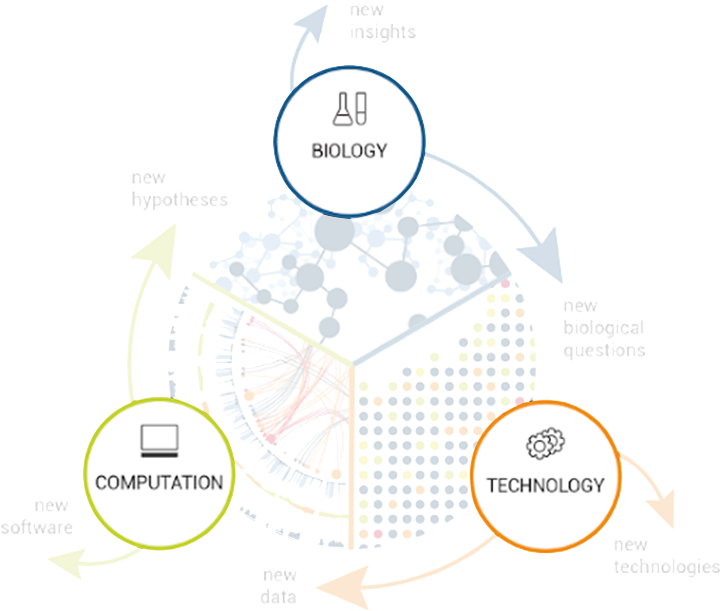 new
insights
BIOLOGY
new
hypotheses
new
biological
questions
COMPUTATION
TECHNOLOGY
new
software
new
technologies
new
data